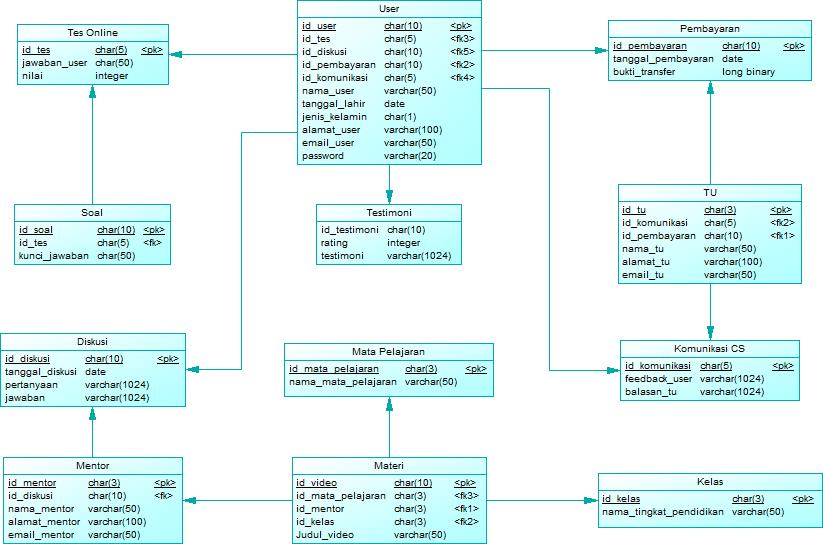 User
id_user char(10) <pk>
id_tes char(5) <fk3>
id_diskusi char(10) <fk5>
id_pembayaran char(10) <fk2>
id_komunikasi char(5) <fk4>
nama_user varchar(50)
tanggal_lahir date
jenis_kelamin char(1)
alamat_user varchar(100)
email_user varchar(50)
password varchar(20)
Tes Online
id_tes char(5) <pk>
jawaban_user char(50)
nilai integer
Pembayaran
id_pembayaran char(10) <pk>
tanggal_pembayaran date
bukti_transfer long binary
Soal
id_soal char(10) <pk>
id_tes char(5) <fk>
kunci_jawaban char(50)
Testimoni
id_testimoni char(10)
rating integer
testimoni varchar(1024)
TU
id_tu char(3) <pk>
id_komunikasi char(5) <fk2>
id_pembayaran char(10) <fk1>
nama_tu varchar(50)
alamat_tu varchar(100)
email_tu varchar(50)
Diskusi
id_diskusi char(10) <pk>
tanggal_diskusi date
pertanyaan varchar(1024)
jawaban varchar(1024)
Mata Pelajaran
id_mata_pelajaran char(3) <pk>
nama_mata_pelajaran varchar(50)
Komunikasi CS
id_komunikasi char(5) <pk>
feedback_user varchar(1024)
balasan_tu varchar(1024)
Mentor
id_mentor char(3) <pk>
id_diskusi char(10) <fk>
nama_mentor varchar(50)
alamat_mentor varchar(100)
email_mentor varchar(50)
Materi
id_video char(10) <pk>
id_mata_pelajaran char(3) <fk3>
id_mentor char(3) <fk1>
id_kelas char(3) <fk2>
Judul_video varchar(50)
Kelas
id_kelas char(3) <pk>
nama_tingkat_pendidikan varchar(50)